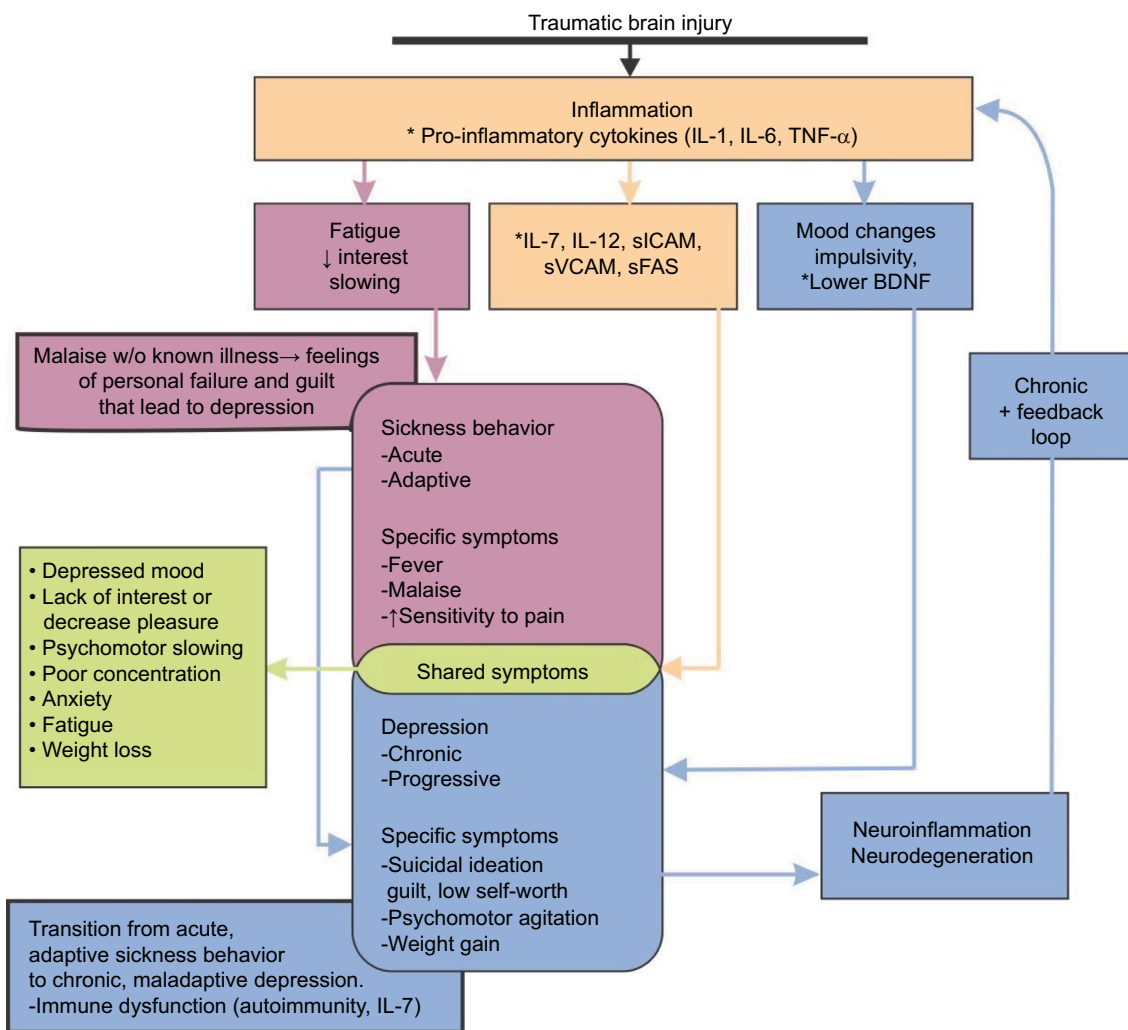 Traumatic brain injury
Inflammation
* Pro-inflammatory cytokines (IL-1, IL-6, TNF-α)
Fatigue
↓ interest
slowing
*IL-7, IL-12, sICAM,
sVCAM, sFAS
Mood changes
impulsivity,
*Lower BDNF
Malaise w/o known illness→ feelings
of personal failure and guilt
that lead to depression
Chronic
+ feedback
loop
Sickness behavior
-Acute
-Adaptive
Specific symptoms
-Fever
-Malaise
-↑Sensitivity to pain
• Depressed mood
• Lack of interest or
decrease pleasure
• Psychomotor slowing
• Poor concentration
• Anxiety
• Fatigue
• Weight loss
Shared symptoms
Depression
-Chronic
-Progressive
Specific symptoms
-Suicidal ideation
guilt, low self-worth
-Psychomotor agitation
-Weight gain
Neuroinflammation
Neurodegeneration
Transition from acute,
adaptive sickness behavior
to chronic, maladaptive depression.
-Immune dysfunction (autoimmunity, IL-7)